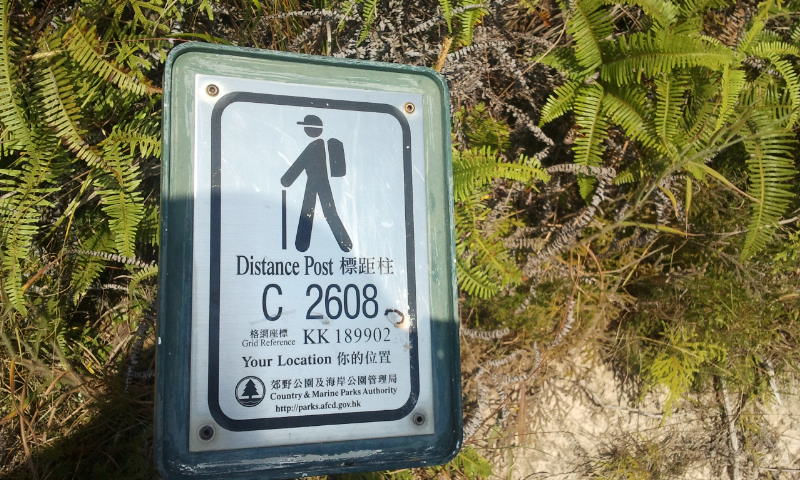 Distance Post 標距柱
C 2608
格網座標
Grid Reference KK 189902
Your Location 你的位置
郊野公園及海岸公園管理局
Country & Marine Parks Authority
http://parks.afcd.gov.hk